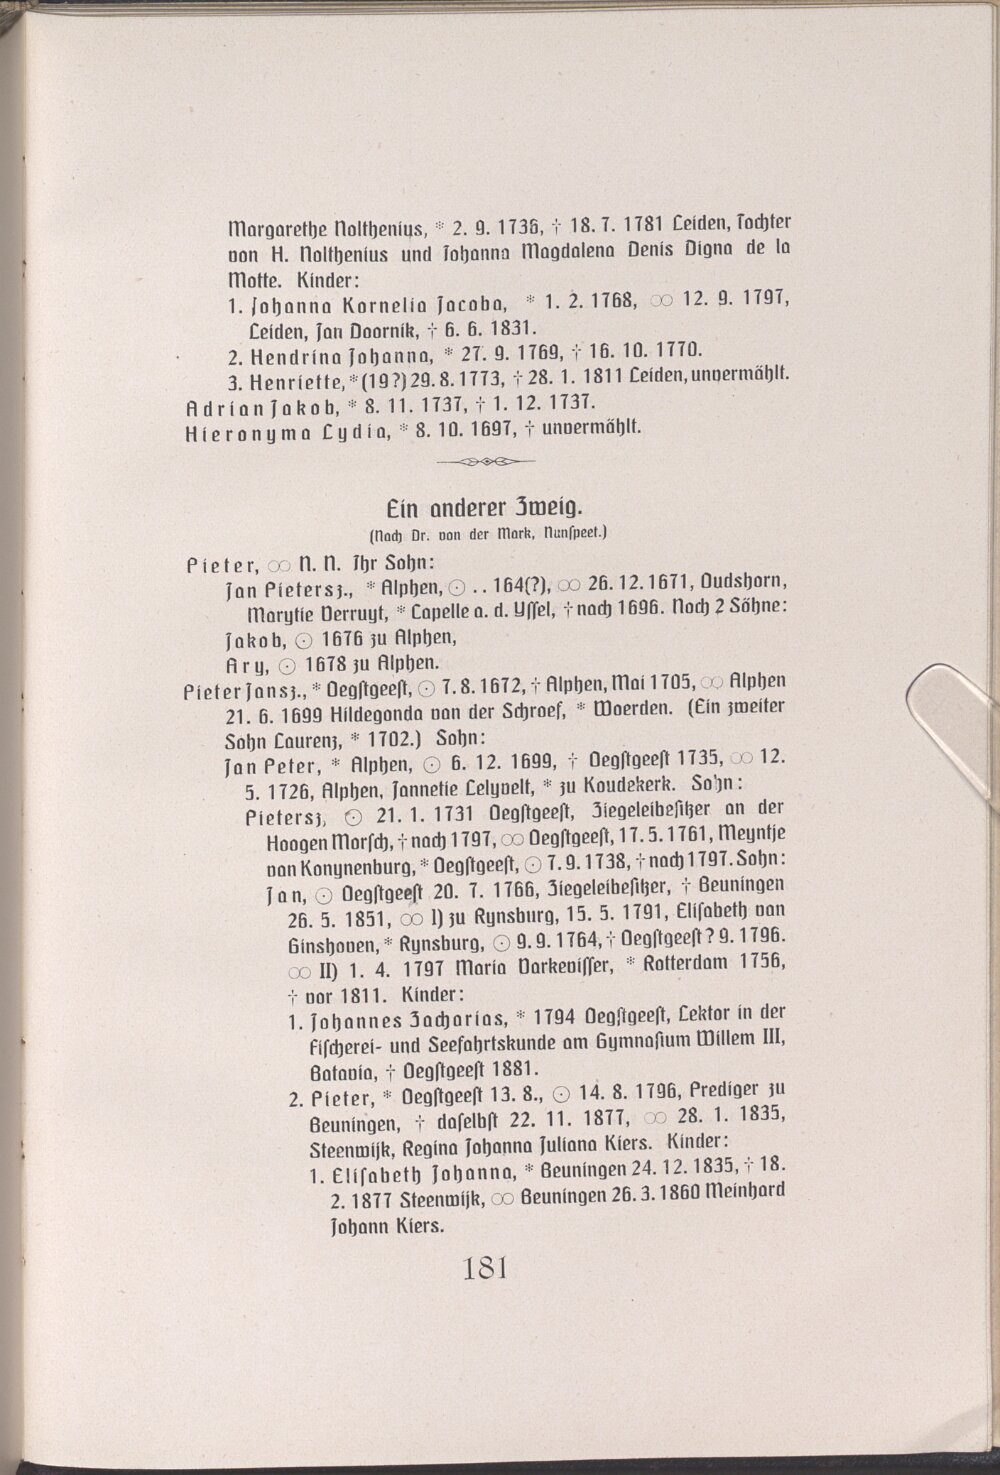 Margarethe Nolthenius, * 2. 9. 1736, † 18. 7. 1781 Leiden, Tochter
von H. Nolthenius und Johanna Magdalena Denis Digna de la
Motte. Kinder:
1. Johanna Kornelia Jacoba, * 1. 2. 1768, ∞ 12. 9. 1797,
Leiden, Jan Doornik, † 6. 6. 1831.
2. Hendrina Johanna, * 27. 9. 1769, † 16. 10. 1770.
3. Henriette, * (19?) 29. 8. 1773, † 28. 1. 1811 Leiden, unvermählt.
Adrian Jakob, * 8. 11. 1737, † 1. 12. 1737.
Hieronyma Lydia, * 8. 10. 1697, † unvermählt.
Ein anderer Zweig.
(Nach Dr. von der Mark, Nunſpeet.)
Pieter, ∞ N. N. Ihr Sohn:
Jan Pietersz., * Alphen, ⊙ . . 164(?), ∞ 26. 12. 1671, Oudshorn,
Marytie Verruyt, * Capelle a. d. Yſſel, † nach 1696. Noch 2 Söhne:
Jakob, ⊙ 1676 zu Alphen,
Ary, ⊙ 1678 zu Alphen.
Pieter Jansz., * Oegſtgeeſt, ⊙ 7. 8. 1672, † Alphen, Mai 1705, ∞ Alphen
21. 6. 1699 Hildegonda van der Schraef, * Woerden. (Ein zweiter
Sohn Laurenz, * 1702.) Sohn:
Jan Peter, * Alphen, ⊙ 6. 12. 1699, † Oegſtgeeſt 1735, ∞ 12.
5. 1726, Alphen, Jannetie Lelyvelt, * zu Koudekerk. Sohn:
Pietersz, ⊙ 21. 1. 1731 Oegſtgeeſt, Ziegeleibeſitzer an der
Hoogen Morſch, † nach 1797, ∞ Oegſtgeeſt, 17. 5. 1761, Meyntje
van Konynenburg, * Oegſtgeeſt, ⊙ 7. 9. 1738, † nach 1797. Sohn:
Jan, ⊙ Oegſtgeeſt 20. 7. 1766, Ziegeleibeſitzer, † Beuningen
26. 5. 1851, ∞ I) zu Rynsburg, 15. 5. 1791, Eliſabeth van
Ginshoven, * Rynsburg, ⊙ 9. 9. 1764, † Oegſtgeeſt ? 9. 1796.
∞ II) 1. 4. 1797 Maria Varkeviſſer, * Rotterdam 1756,
† vor 1811. Kinder:
1. Johannes Zacharias, * 1794 Oegſtgeeſt, Lektor in der
Fiſcherei- und Seefahrtskunde am Gymnaſium Willem III,
Batavia, † Oegſtgeeſt 1881.
2. Pieter, * Oegſtgeeſt 13. 8., ⊙ 14. 8. 1796, Prediger zu
Beuningen, † daſelbſt 22. 11. 1877, ∞ 28. 1. 1835,
Steenwijk, Regina Johanna Juliana Kiers. Kinder:
1. Eliſabeth Johanna, * Beuningen 24. 12. 1835, † 18.
2. 1877 Steenwijk, ∞ Beuningen 26. 3. 1860 Meinhard
Johann Kiers.
181